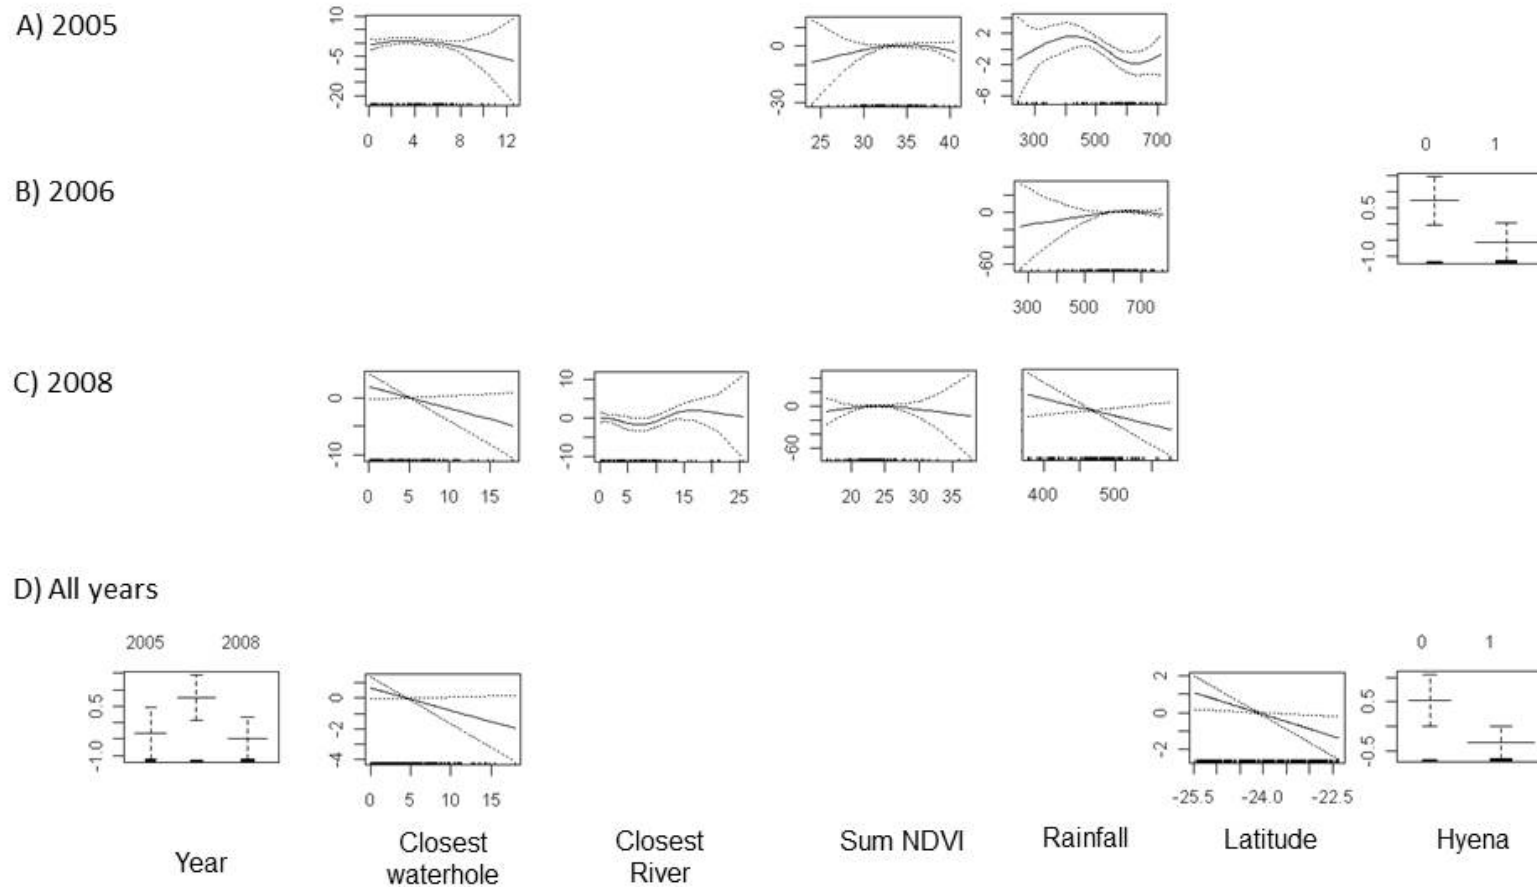 A) 2005
10
-5
-20
0 4 8 12
0
-30
25 30 35 40
2
-2
-6
300 500 700
B) 2006
0
-60
300 500 700
0 1
0.5
-1.0
C) 2008
0
-10
0 5 10 15
10
0
-10
0 5 15 25
0
-60
20 25 30 35
400 500
D) All years
2005 2008
0.5
-1.0
0
-2
-4
0 5 10 15
2
0
-2
-25.5 -24.0 -22.5
0 1
0.5
-0.5
Year
Closest
waterhole
Closest
River
Sum NDVI
Rainfall
Latitude
Hyena